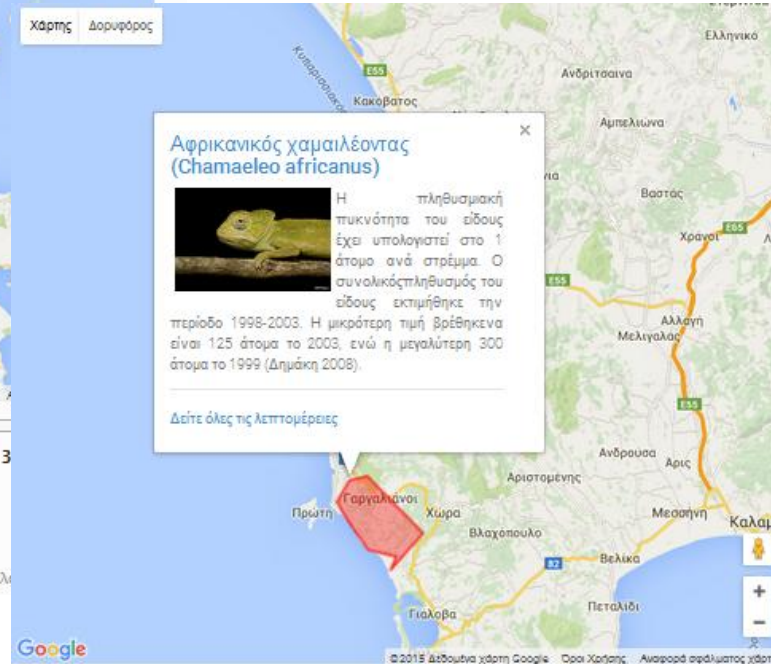 Χάρτης Δορυφόρος
Ελληνικό
Κυπαρισσιακό
E55
Ανδρίτσαινα
Κακόβατος
Αμπελιώνα
Αφρικανικός χαμαιλέοντας
(Chamaeleo africanus)
Η πληθυσμιακή
πυκνότητα του είδους
έχει υπολογιστεί στο 1
άτομο ανά στρέμμα. Ο
συνολικόςπληθυσμός του
είδους εκτιμήθηκε την
περίοδο 1998-2003. Η μικρότερη τιμή βρέθηκενα
είναι 125 άτομα το 2003, ενώ η μεγαλύτερη 300
άτομα το 1999 (Δημάκη 2008).
Δείτε όλες τις λεπτομέρειες
Βαστάς
E65
Χρανοί
E55
Αλλαγή
Μελιγαλάς
E55
Ανδρούσα
Αρις
Αριστομένης
Γαργαλιάνοι
Πρώτη
Χώρα
Μεσσήνη
Καλαμ
Βλαχόπουλο
82
Βελίκα
Πεταλίδι
Γιάλοβα
+
−
Google
©2015 Δεδομένα χάρτη Google Όροι Χρήσης Αναφορά σφάλματος χάρτη